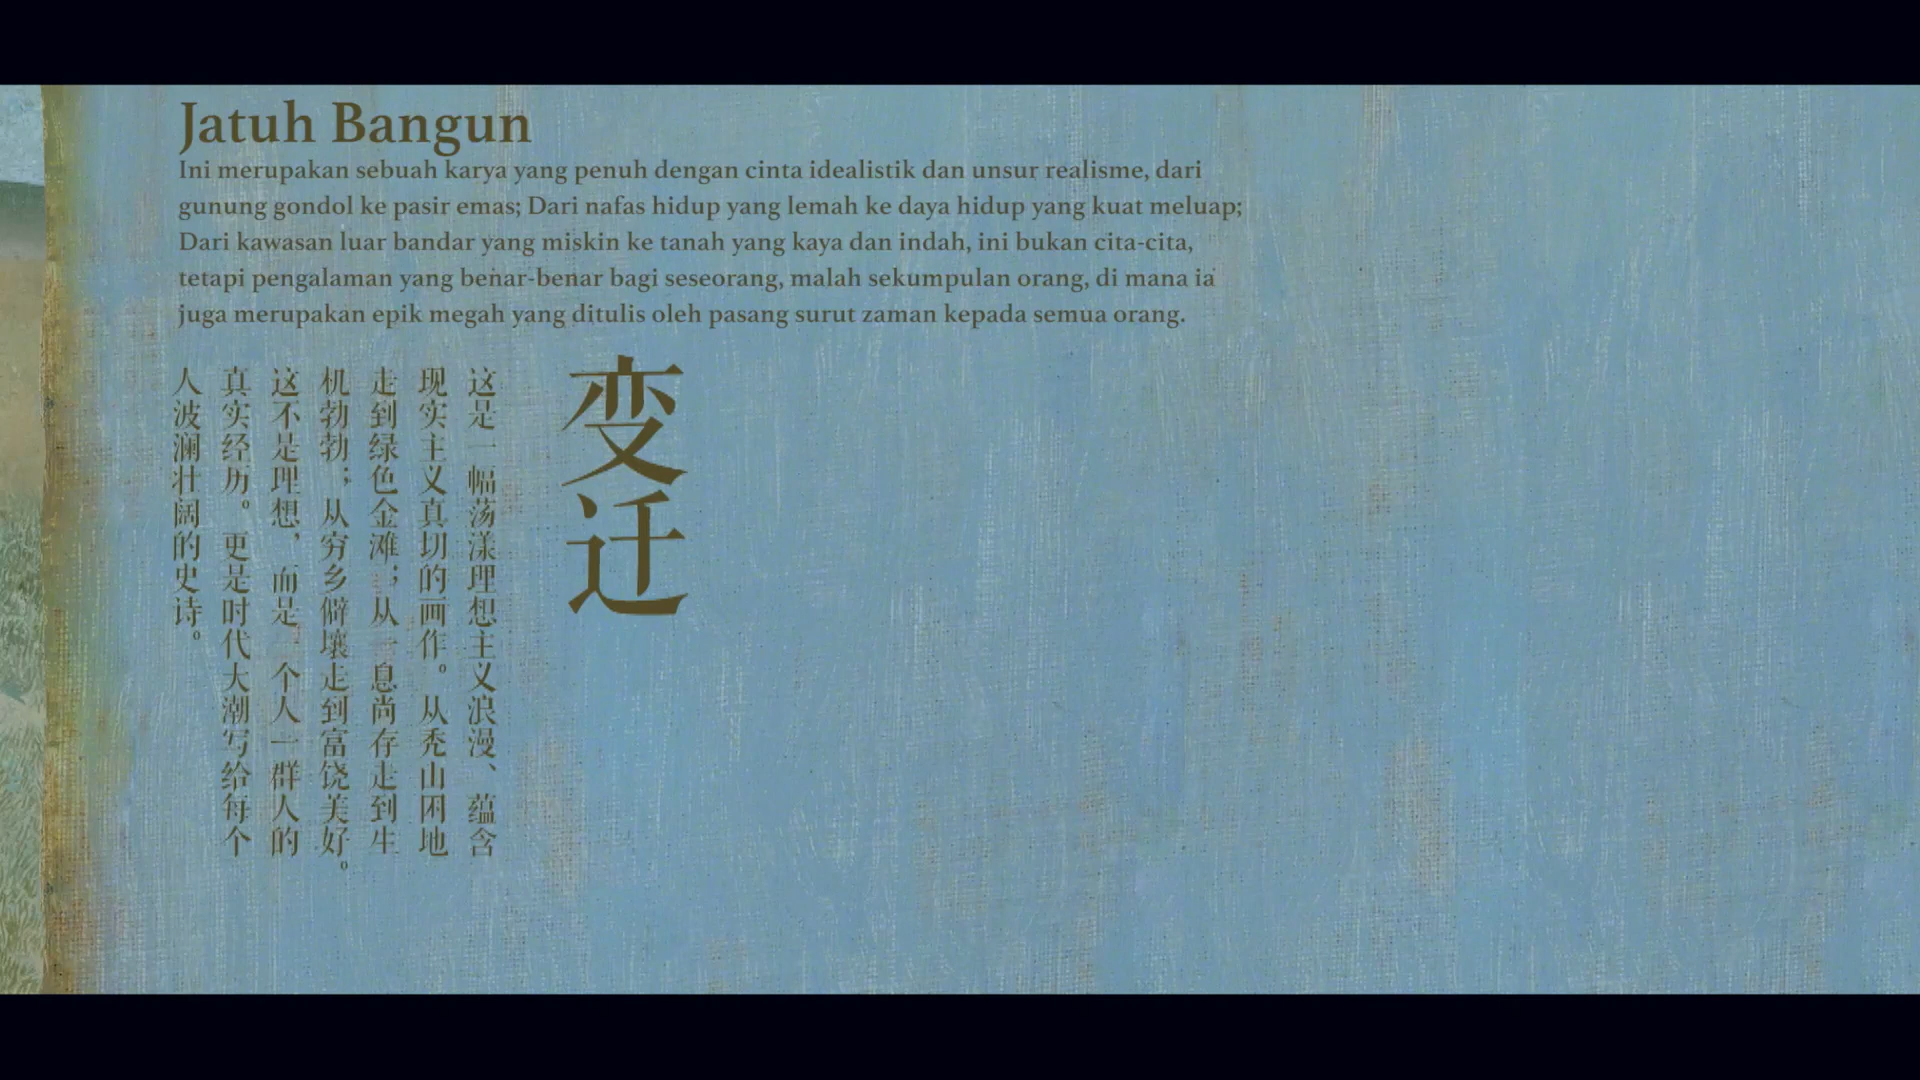 Jatuh Bangun
Ini merupakan sebuah karya yang penuh dengan cinta idealistik dan unsur realisme, dari
gunung gondol ke pasir emas; Dari nafas hidup yang lemah ke daya hidup yang kuat meluap;
Dari kawasan luar bandar yang miskin ke tanah yang kaya dan indah, ini bukan cita-cita,
tetapi pengalaman yang benar-benar bagi seseorang, malah sekumpulan orang, di mana ia
juga merupakan epik megah yang ditulis oleh pasang surut zaman kepada semua orang.
变迁
这是一幅荡漾理想主义浪漫、蕴含
现实主义真切的画作。从秃山困地
走到绿色金滩；从一息尚存走到生
机勃勃；从穷乡僻壤走到富饶美好。
这不是理想，而是一个人一群人的
真实经历。更是时代大潮写给每个
人波澜壮阔的史诗。